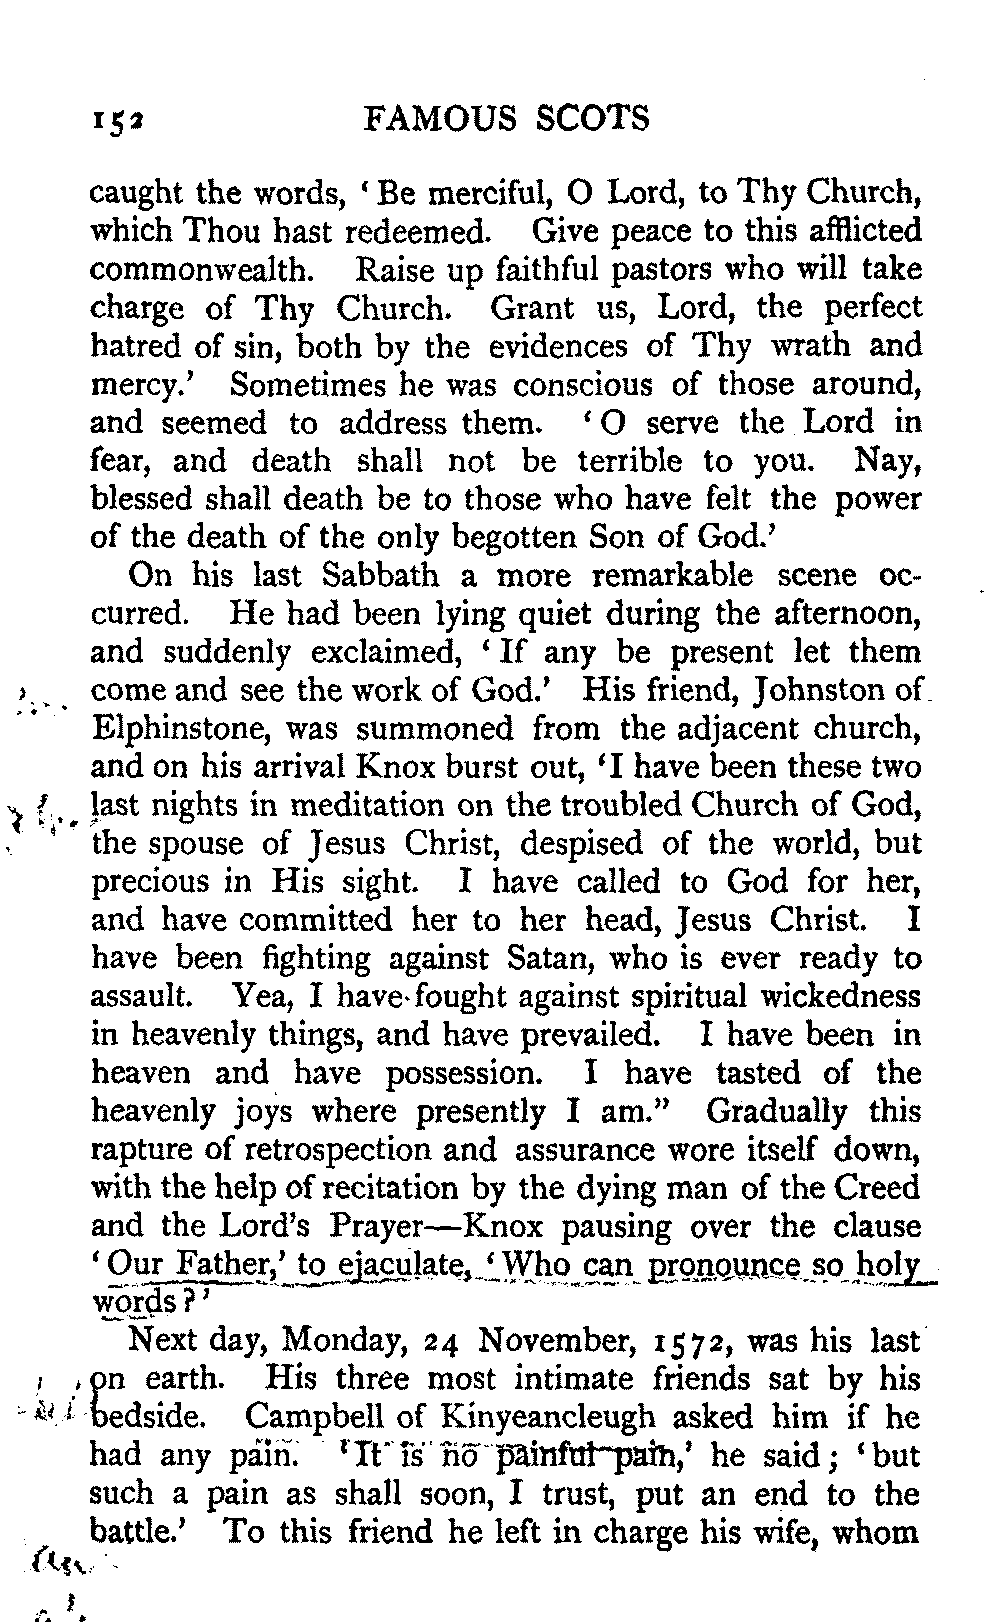 152 FAMOUS SCOTS
caught the words, ‘ Be merciful, O Lord, to Thy Church,
which Thou hast redeemed. Give peace to this afflicted
commonwealth. Raise up faithful pastors who will take
charge of Thy Church. Grant us, Lord, the perfect
hatred of sin, both by the evidences of Thy wrath and
mercy.’ Sometimes he was conscious of those around,
and seemed to address them. ‘ O serve the Lord in
fear, and death shall not be terrible to you. Nay,
blessed shall death be to those who have felt the power
of the death of the only begotten Son of God.’
On his last Sabbath a more remarkable scene oc-
curred. He had been lying quiet during the afternoon,
and suddenly exclaimed, ‘ If any be present let them
come and see the work of God.’ His friend, Johnston of
Elphinstone, was summoned from the adjacent church,
and on his arrival Knox burst out, ‘I have been these two
last nights in meditation on the troubled Church of God,
the spouse of Jesus Christ, despised of the world, but
precious in His sight. I have called to God for her,
and have committed her to her head, Jesus Christ. I
have been fighting against Satan, who is ever ready to
assault. Yea, I have fought against spiritual wickedness
in heavenly things, and have prevailed. I have been in
heaven and have possession. I have tasted of the
heavenly joys where presently I am.” Gradually this
rapture of retrospection and assurance wore itself down,
with the help of recitation by the dying man of the Creed
and the Lord’s Prayer—Knox pausing over the clause
‘ Our Father,’ to ejaculate, ‘ Who can pronounce so holy
words ? ’
Next day, Monday, 24 November, 1572, was his last
on earth. His three most intimate friends sat by his
bedside. Campbell of Kinyeancleugh asked him if he
had any pain. ‘ It is no painful pain,’ he said ; ‘ but
such a pain as shall soon, I trust, put an end to the
battle.’ To this friend he left in charge his wife, whom